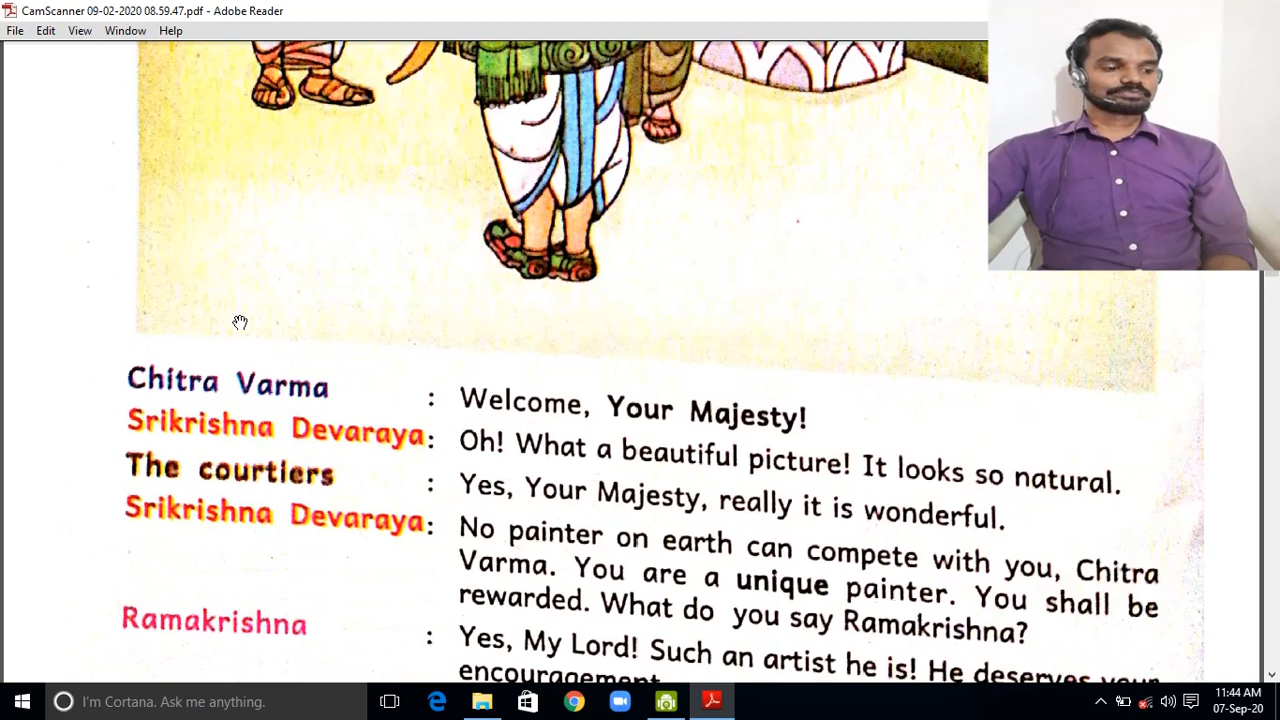 CamScanner 09-02-2020 08.59.47.pdf - Adobe Reader
File Edit View Window Help
Chitra Varma : Welcome, Your Majesty!
Srikrishna Devaraya: Oh! What a beautiful picture! It looks so natural.
The courtiers : Yes, Your Majesty, really it is wonderful.
Srikrishna Devaraya: No painter on earth can compete with you, Chitra
Varma. You are a unique painter. You shall be
rewarded. What do you say Ramakrishna?
Ramakrishna : Yes, My Lord! Such an artist he is! He deserves your
encouragement
I'm Cortana. Ask me anything.
11:44 AM
07-Sep-20